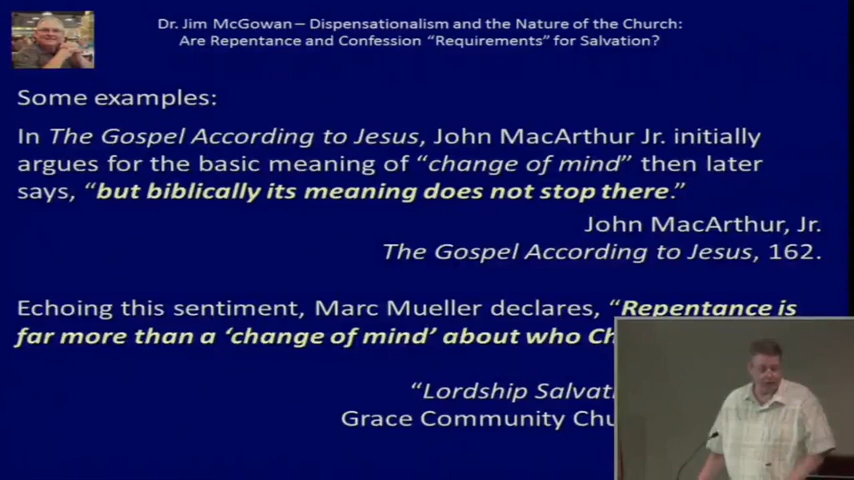 Dr. Jim McGowan – Dispensationalism and the Nature of the Church:
Are Repentance and Confession “Requirements” for Salvation?
Some examples:
In The Gospel According to Jesus, John MacArthur Jr. initially
argues for the basic meaning of “change of mind” then later
says, “but biblically its meaning does not stop there.”
John MacArthur, Jr.
The Gospel According to Jesus, 162.
Echoing this sentiment, Marc Mueller declares, “Repentance is
far more than a ‘change of mind’ about who
“Lordship
Grace Community